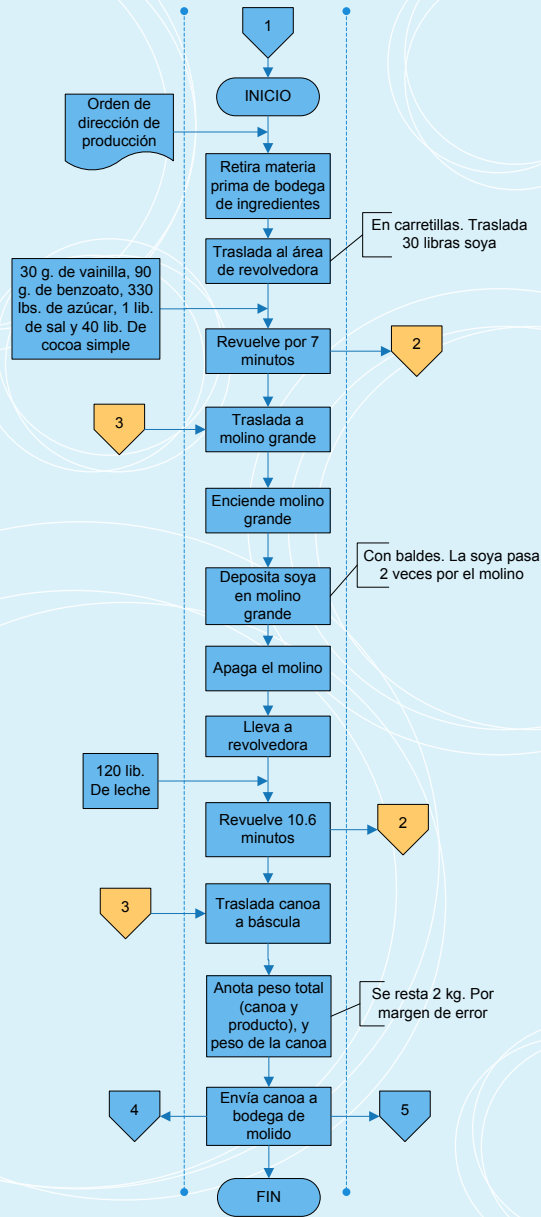 1
INICIO
Orden de
dirección de
producción
Retira materia
prima de bodega
de ingredientes
En carretillas. Traslada
30 libras soya
Traslada al área
de revolvedora
30 g. de vainilla, 90
g. de benzoato, 330
lbs. de azúcar, 1 lib.
de sal y 40 lib. De
cocoa simple
Revuelve por 7
minutos
2
3
Traslada a
molino grande
Enciende molino
grande
Con baldes. La soya pasa
2 veces por el molino
Deposita soya
en molino
grande
Apaga el molino
Lleva a
revolvedora
120 lib.
De leche
Revuelve 10.6
minutos
2
3
Traslada canoa
a báscula
Anota peso total
(canoa y
producto), y
peso de la canoa
Se resta 2 kg. Por
margen de error
4
Envía canoa a
bodega de
molido
5
FIN